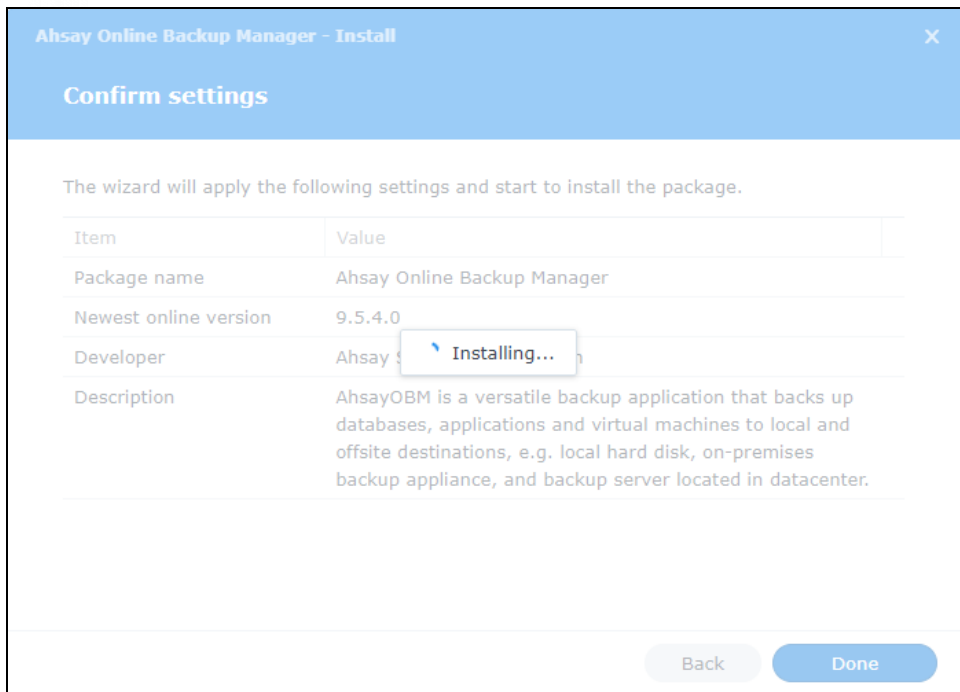 Ahsay Online Backup Manager - Install
Confirm settings
The wizard will apply the following settings and start to install the package.
Item Value
Package name Ahsay Online Backup Manager
Newest online version 9.5.4.0
Developer Ahsay
Installing...
Description AhsayOBM is a versatile backup application that backs up
databases, applications and virtual machines to local and
offsite destinations, e.g. local hard disk, on-premises
backup appliance, and backup server located in datacenter.
Back Done